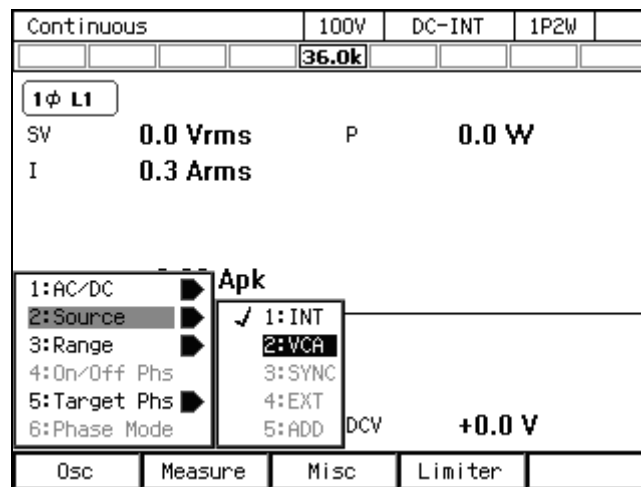 Continuous 100V DC-INT 1P2W
36.0k
1ϕ L1
SV 0.0 Vrms P 0.0 W
I 0.3 Arms
Apk
1:AC/DC
2:Source
3:Range
4:On/Off Phs
5:Target Phs
6:Phase Mode
✓ 1:INT
2:VCA
3:SYNC
4:EXT
5:ADD
DCV +0.0 V
Osc Measure Misc Limiter